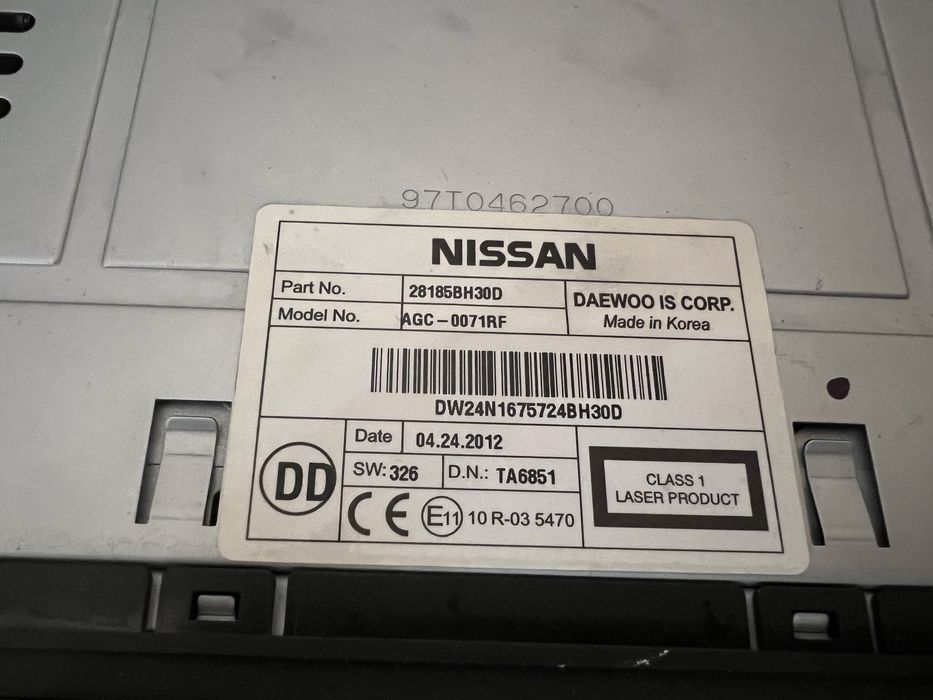 97T0462700
NISSAN
Part No. 28185BH30D
Model No. AGC-0071RF
DAEWOO IS CORP.
Made in Korea
DW24N1675724BH30D
DD
Date 04.24.2012
SW: 326 D.N.: TA6851
CE E11 10 R-03 5470
CLASS 1
LASER PRODUCT